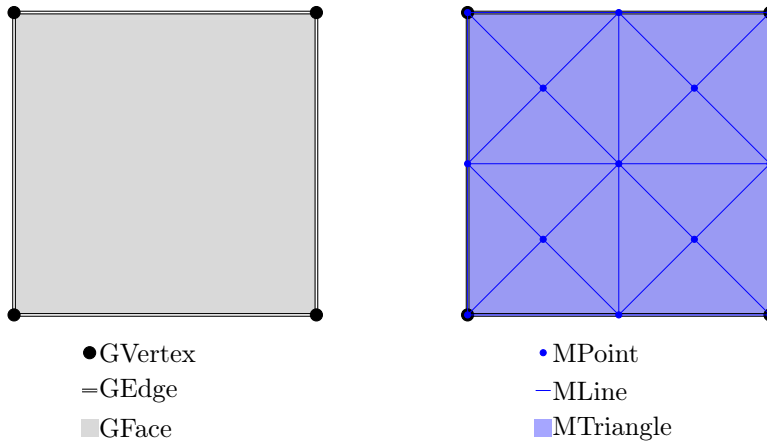 GVertex
GEdge
GFace
MPoint
MLine
MTriangle